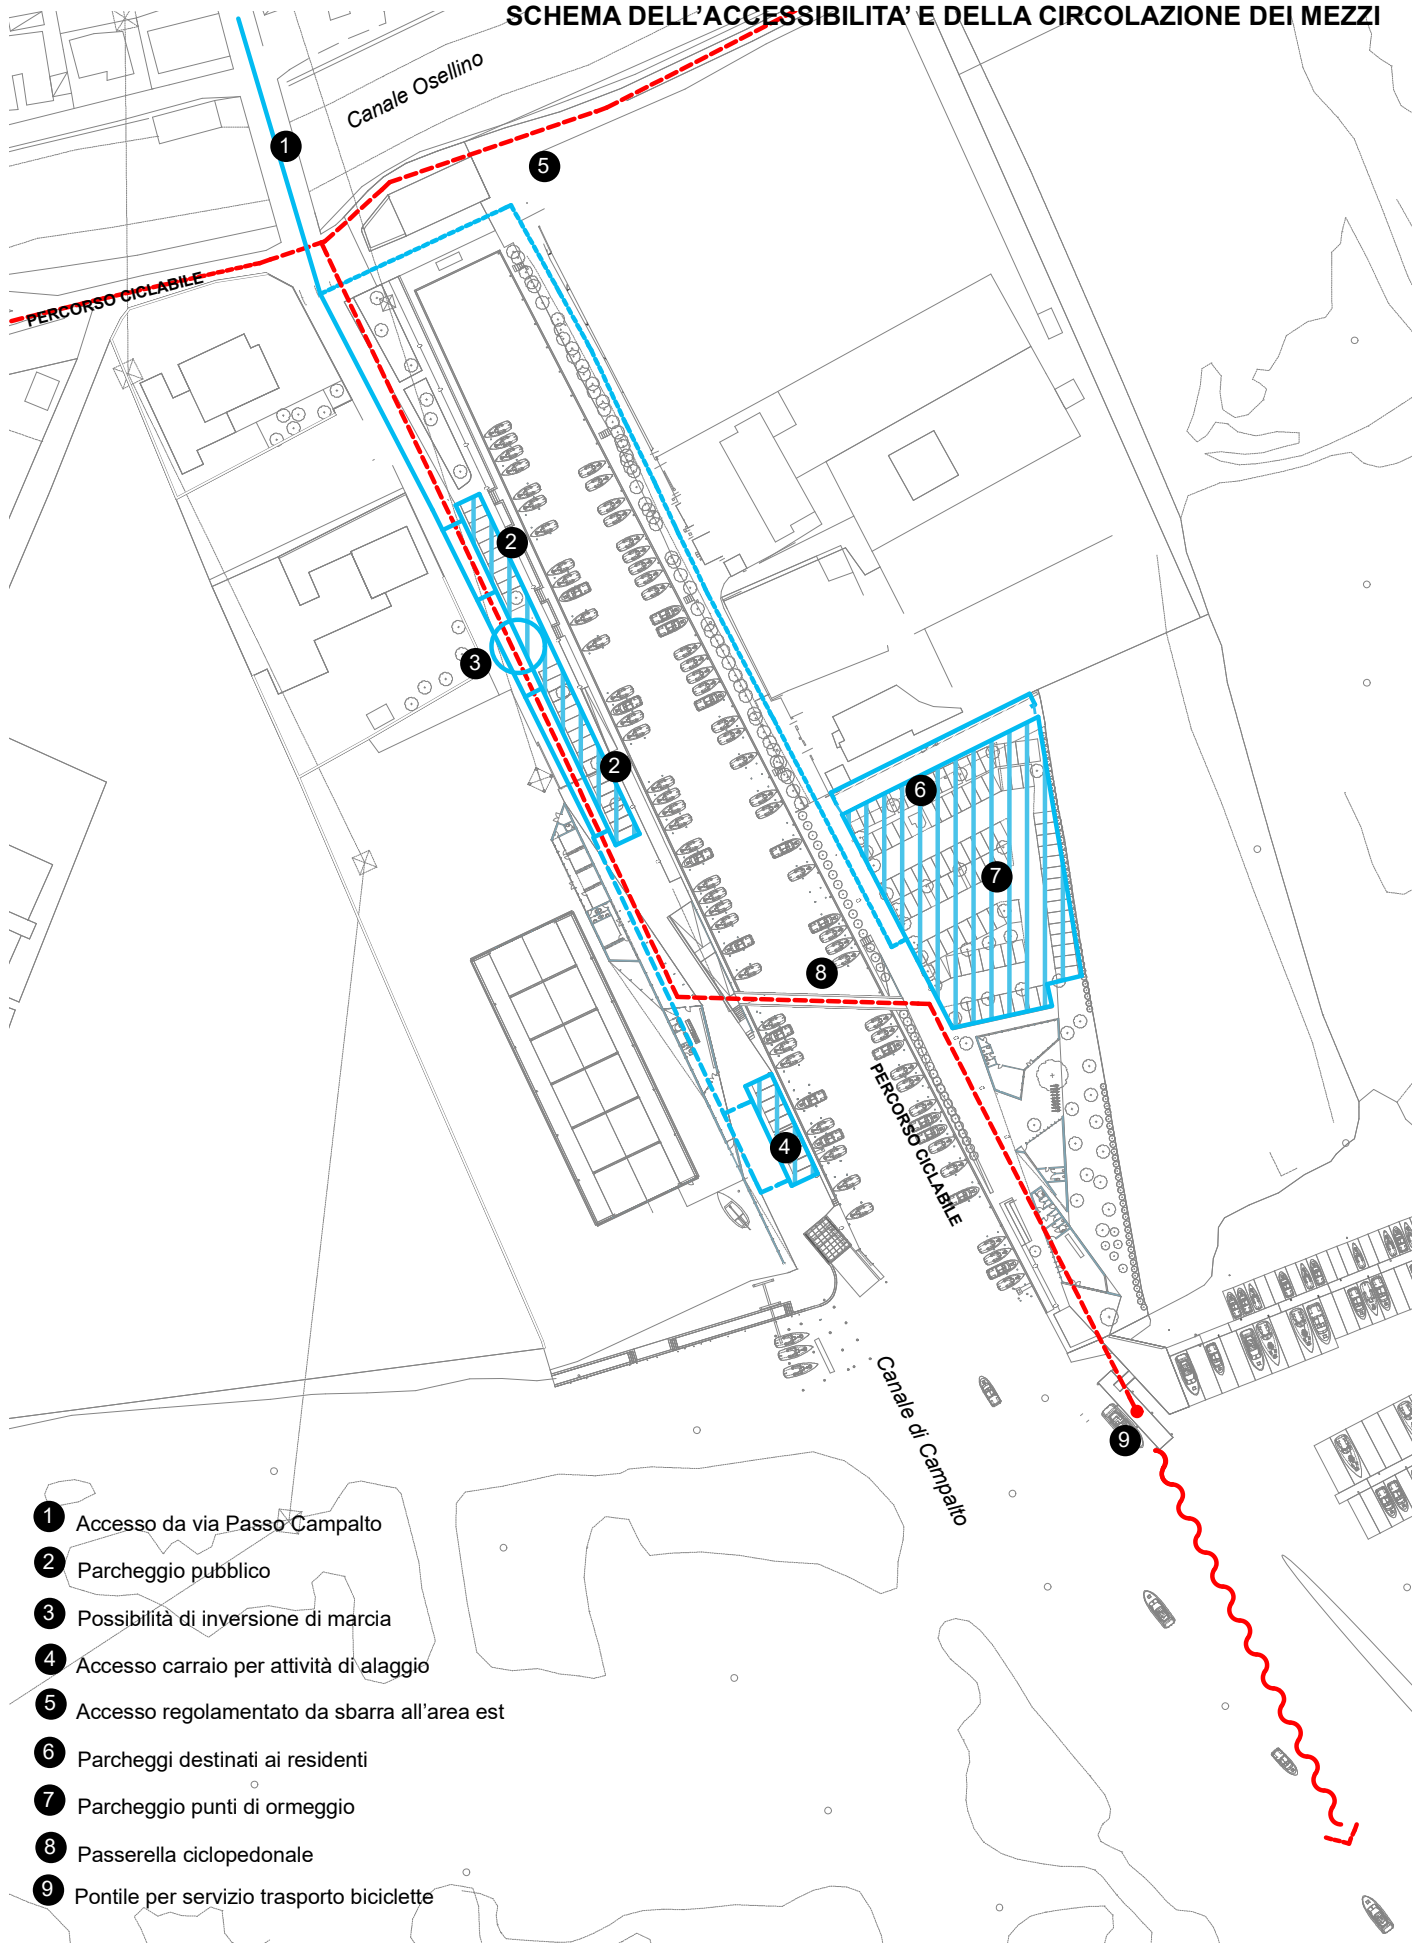 SCHEMA DELL'ACCESSIBILITA' E DELLA CIRCOLAZIONE DEI MEZZI
Canale Osellino
1
5
PERCORSO CICLABILE
2
3
2
6
7
8
PERCORSO CICLABILE
4
Canale di Campalto
9
1 Accesso da via Passo Campalto
2 Parcheggio pubblico
3 Possibilità di inversione di marcia
4 Accesso carraio per attività di alaggio
5 Accesso regolamentato da sbarra all'area est
6 Parcheggi destinati ai residenti
7 Parcheggio punti di ormeggio
8 Passerella ciclopedonale
9 Pontile per servizio trasporto biciclette